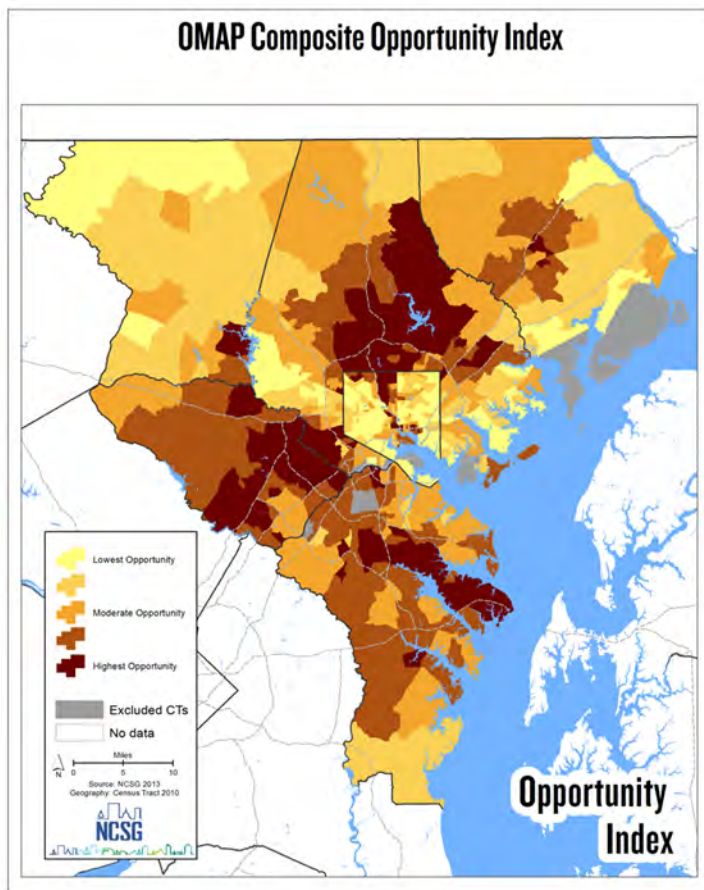 OMAP Composite Opportunity Index
Lowest Opportunity
Moderate Opportunity
Highest Opportunity
Excluded CTs
No data
Miles
N
0 5 10
Source: NCSG 2013
Geography: Census Tract 2010
NCSG
Opportunity
Index